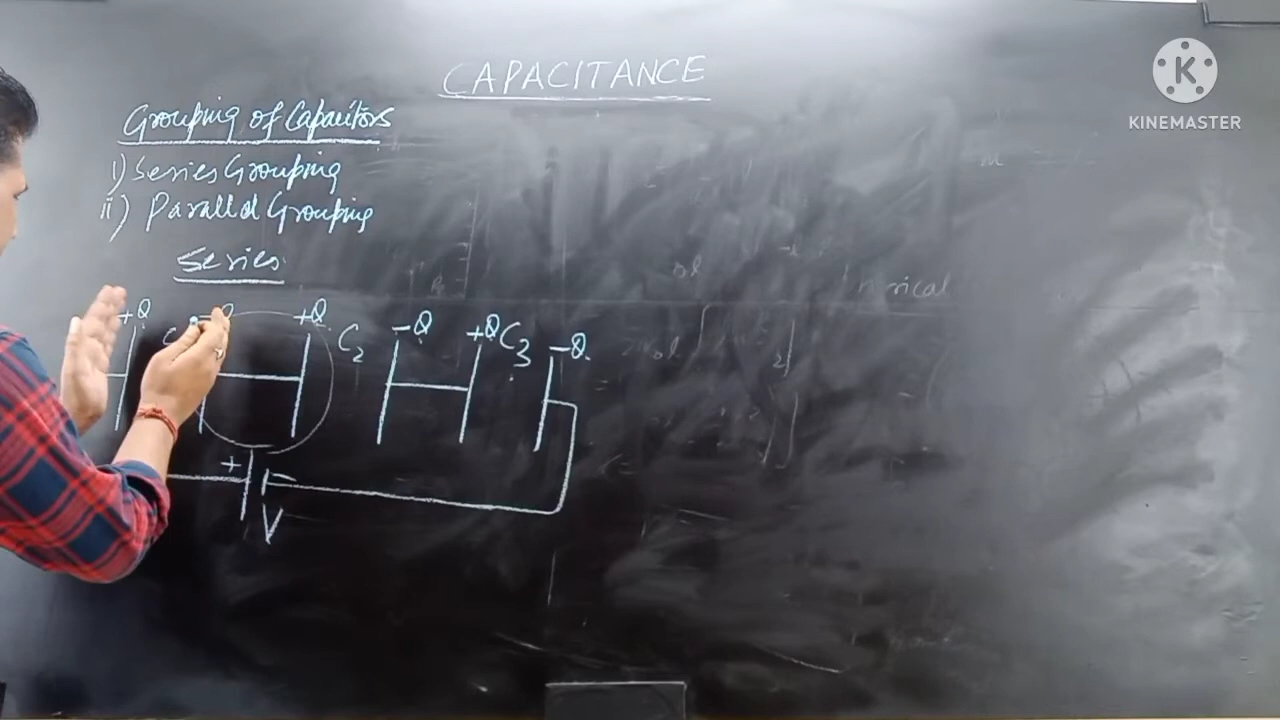 CAPACITANCE
KINEMASTER
Grouping of Capacitors
i) Series Grouping
ii) Parallel Grouping
Series
+Q -Q +Q C2 -Q +Q C3 -Q
+ -
V